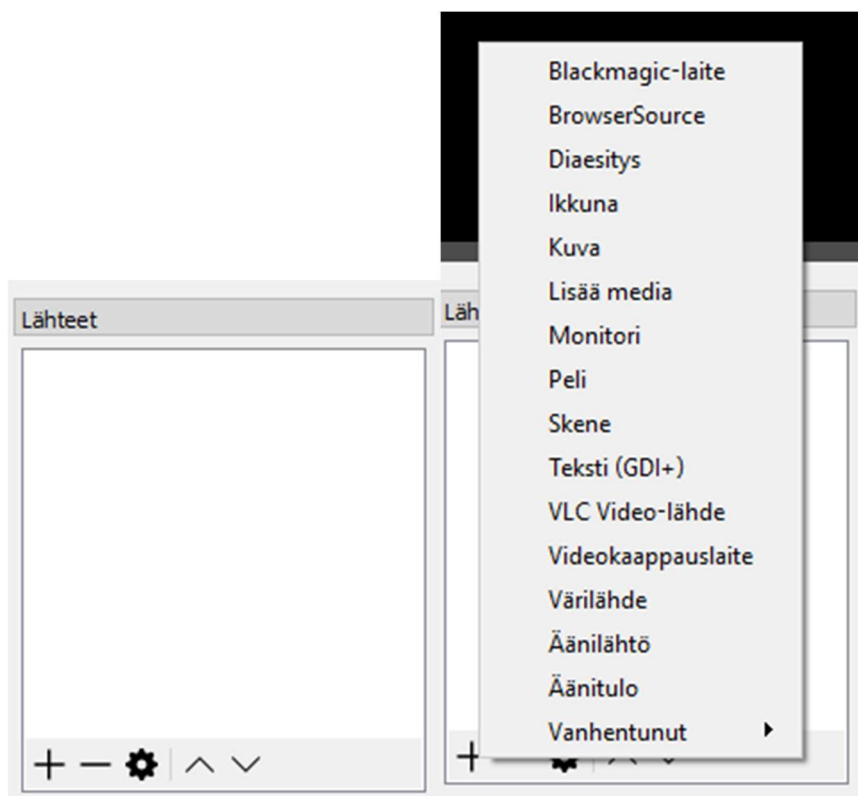 Lähteet
Läh
Blackmagic-laite
BrowserSource
Diaesitys
Ikkuna
Kuva
Lisää media
Monitori
Peli
Skene
Teksti (GDI+)
VLC Video-lähde
Videokaappauslaite
Värilähde
Äänilähtö
Äänitulo
Vanhentunut